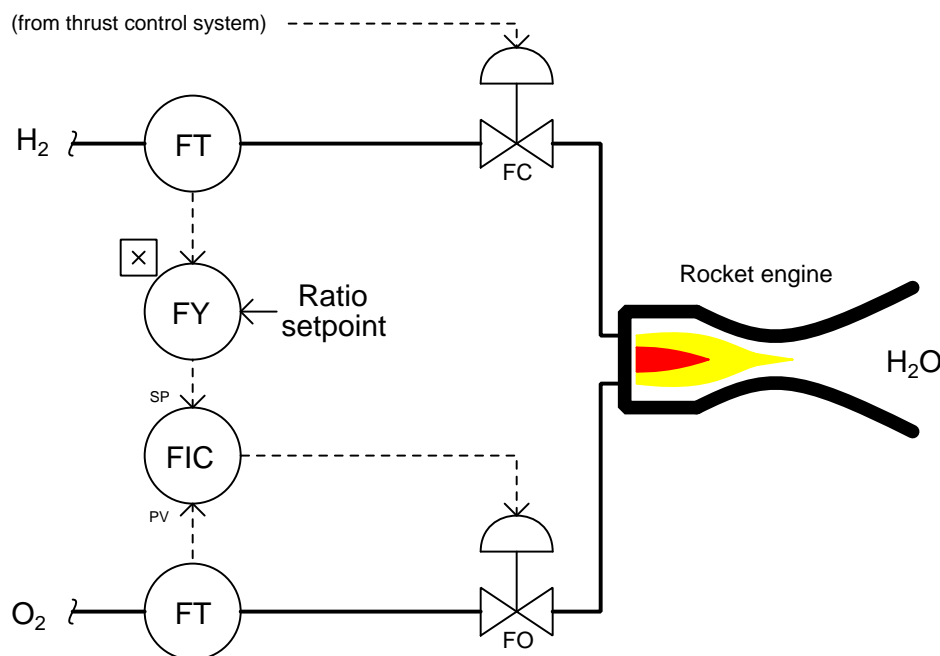 (from thrust control system)
H₂
FT
FC
×
FY
Ratio
setpoint
Rocket engine
H₂O
SP
FIC
PV
O₂
FT
FO